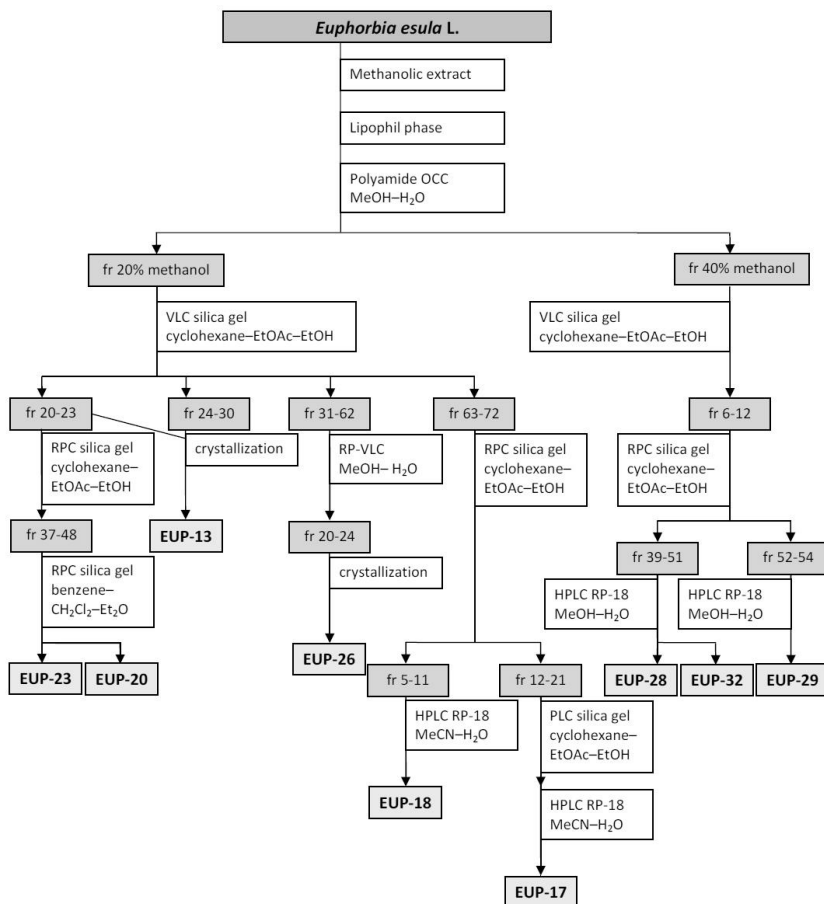 Euphorbia esula L.
Methanolic extract
Lipophil phase
Polyamide OCC
MeOH–H₂O
fr 20% methanol
fr 40% methanol
VLC silica gel
cyclohexane–EtOAc–EtOH
VLC silica gel
cyclohexane–EtOAc–EtOH
fr 20-23
fr 24-30
fr 31-62
fr 63-72
fr 6-12
RPC silica gel
cyclohexane–
EtOAc–EtOH
crystallization
RP-VLC
MeOH– H₂O
RPC silica gel
cyclohexane–
EtOAc–EtOH
RPC silica gel
cyclohexane–
EtOAc–EtOH
fr 37-48
EUP-13
fr 20-24
fr 39-51
fr 52-54
RPC silica gel
benzene–
CH₂Cl₂–Et₂O
crystallization
HPLC RP-18
MeOH–H₂O
HPLC RP-18
MeOH–H₂O
EUP-23
EUP-20
EUP-26
fr 5-11
fr 12-21
EUP-28
EUP-32
EUP-29
HPLC RP-18
MeCN–H₂O
PLC silica gel
cyclohexane–
EtOAc–EtOH
EUP-18
HPLC RP-18
MeCN–H₂O
EUP-17